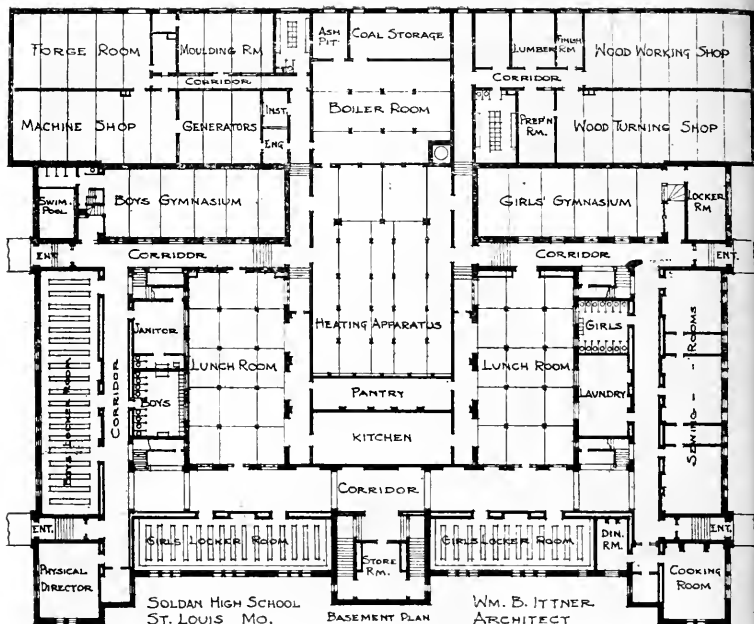 FORGE ROOM
MOULDING RM
ASH PIT
COAL STORAGE
LUMBER
FINISH RM
WOOD WORKING SHOP
CORRIDOR
CORRIDOR
MACHINE SHOP
GENERATORS
INST.
ENG
BOILER ROOM
PREP'N RM.
WOOD TURNING SHOP
SWIM. POOL
BOYS GYMNASIUM
GIRLS' GYMNASIUM
LOCKER RM
ENT.
CORRIDOR
CORRIDOR
ENT.
BOYS LOCKER ROOM
CORRIDOR
JANITOR
BOYS
LUNCH ROOM
HEATING APPARATUS
LUNCH ROOM
GIRLS
LAUNDRY
SEWING - - ROOMS
PANTRY
KITCHEN
CORRIDOR
ENT.
GIRLS LOCKER ROOM
STORE RM.
GIRLS LOCKER ROOM
DIN. RM.
ENT.
PHYSICAL DIRECTOR
COOKING ROOM
SOLDAN HIGH SCHOOL
ST. LOUIS MO.
BASEMENT PLAN
WM. B. ITTNER
ARCHITECT